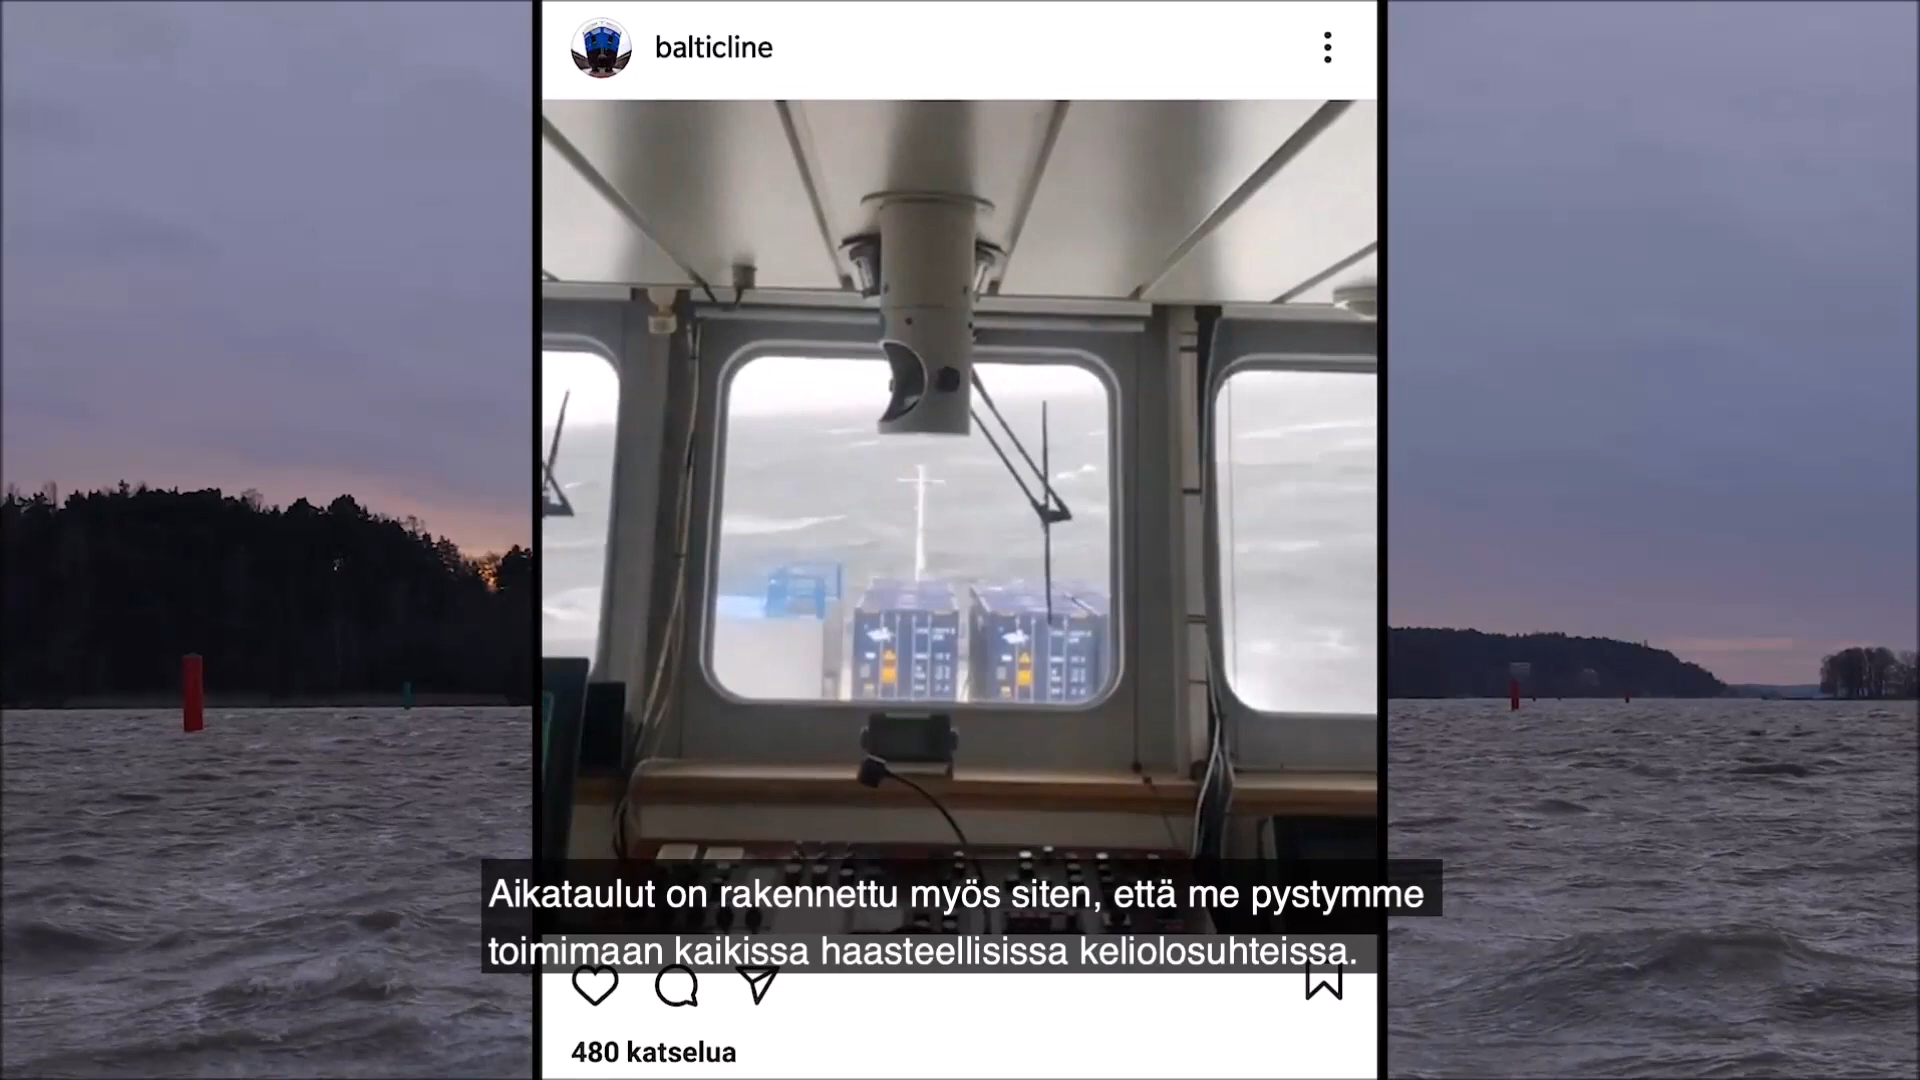 balticline
Aikataulut on rakennettu myös siten, että me pystymme
toimimaan kaikissa haasteellisissa keliolosuhteissa.
480 katselua